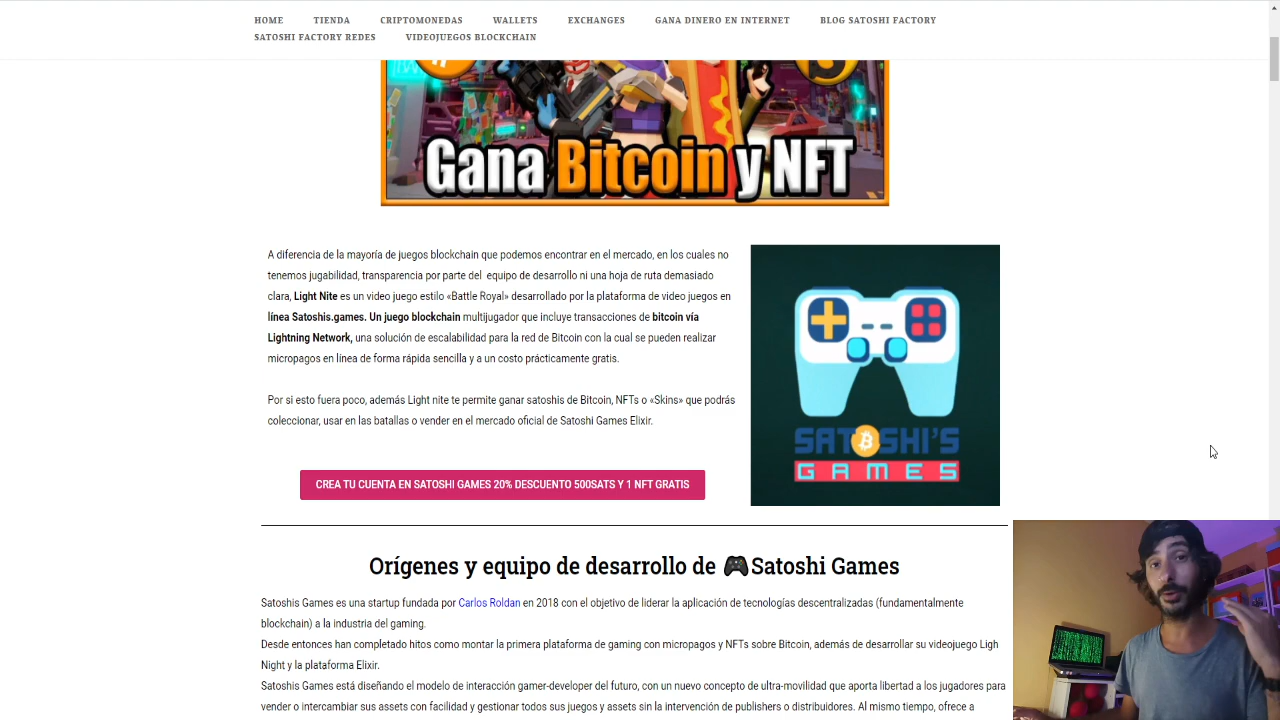 HOME TIENDA CRIPTOMONEDAS WALLETS EXCHANGES GANA DINERO EN INTERNET BLOG SATOSHI FACTORY
SATOSHI FACTORY REDES VIDEOJUEGOS BLOCKCHAIN
Gana Bitcoin y NFT
A diferencia de la mayoría de juegos blockchain que podemos encontrar en el mercado, en los cuales no
tenemos jugabilidad, transparencia por parte del equipo de desarrollo ni una hoja de ruta demasiado
clara, Light Nite es un video juego estilo «Battle Royal» desarrollado por la plataforma de video juegos en
línea Satoshis.games. Un juego blockchain multijugador que incluye transacciones de bitcoin vía
Lightning Network, una solución de escalabilidad para la red de Bitcoin con la cual se pueden realizar
micropagos en línea de forma rápida sencilla y a un costo prácticamente gratis.
Por si esto fuera poco, además Light nite te permite ganar satoshis de Bitcoin, NFTs o «Skins» que podrás
coleccionar, usar en las batallas o vender en el mercado oficial de Satoshi Games Elixir.
CREA TU CUENTA EN SATOSHI GAMES 20% DESCUENTO 500SATS Y 1 NFT GRATIS
SATOSHI'S
GAMES
Orígenes y equipo de desarrollo de 🎮Satoshi Games
Satoshis Games es una startup fundada por Carlos Roldan en 2018 con el objetivo de liderar la aplicación de tecnologías descentralizadas (fundamentalmente
blockchain) a la industria del gaming.
Desde entonces han completado hitos como montar la primera plataforma de gaming con micropagos y NFTs sobre Bitcoin, además de desarrollar su videojuego Ligh
Night y la plataforma Elixir.
Satoshi Games está diseñando el modelo de interacción gamer-developer del futuro, con un nuevo concepto de ultra-movilidad que aporta libertad a los jugadores para
vender o intercambiar sus assets con facilidad y gestionar todos sus juegos y assets sin la intervención de publishers o distribuidores. Al mismo tiempo, ofrece a